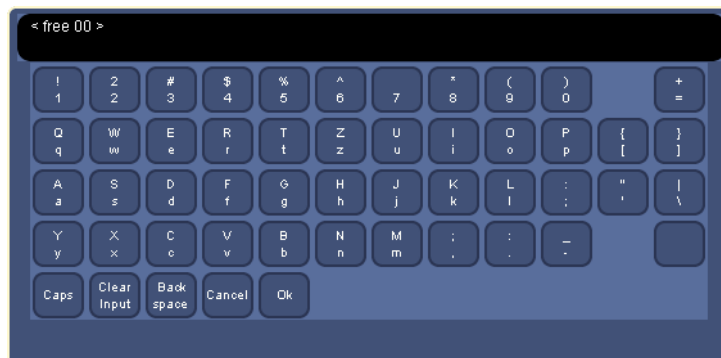 < free 00 >
! 2 # $ % ^ * ( ) +
1 2 3 4 5 6 7 8 9 0 =
Q W E R T Z U I O P { }
q w e r t z u i o p [ ]
A S D F G H J K L : " |
a s d f g h j k l ; ' \
Y X C V B N M ; : _
y x c v b n m , . -
Caps Clear Input Back space Cancel Ok